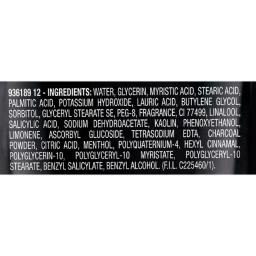 936189 12 - INGREDIENTS: WATER, GLYCERIN, MYRISTIC ACID, STEARIC ACID,
PALMITIC ACID, POTASSIUM HYDROXIDE, LAURIC ACID, BUTYLENE GLYCOL,
SORBITOL, GLYCERYL STEARATE SE, PEG-8, FRAGRANCE, CI 77499, LINALOOL,
SALICYLIC ACID, SODIUM DEHYDROACETATE, KAOLIN, PHENOXYETHANOL,
LIMONENE, ASCORBYL GLUCOSIDE, TETRASODIUM EDTA, CHARCOAL
POWDER, CITRIC ACID, MENTHOL, POLYQUATERNIUM-4, HEXYL CINNAMAL,
POLYGLYCERIN-10, POLYGLYCERYL-10 MYRISTATE, POLYGLYCERYL-10
STEARATE, BENZYL SALICYLATE, BENZYL ALCOHOL. (F.I.L. C225460/1).